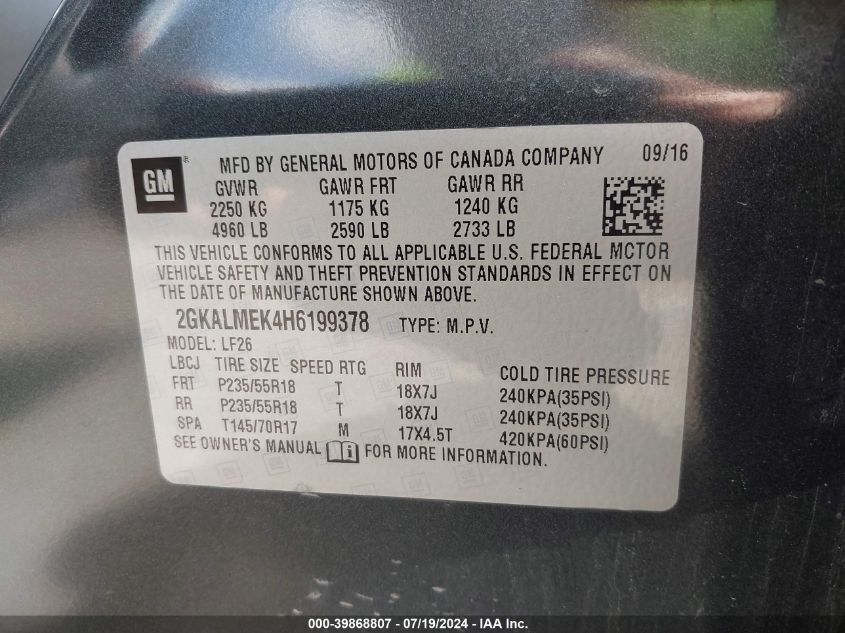 GM ® MFD BY GENERAL MOTORS OF CANADA COMPANY 09/16
GVWR GAWR FRT GAWR RR
2250 KG 1175 KG 1240 KG
4960 LB 2590 LB 2733 LB
THIS VEHICLE CONFORMS TO ALL APPLICABLE U.S. FEDERAL MOTOR
VEHICLE SAFETY AND THEFT PREVENTION STANDARDS IN EFFECT ON
THE DATE OF MANUFACTURE SHOWN ABOVE.
2GKALMEK4H6199378 TYPE: M.P.V.
MODEL: LF26
LBCJ TIRE SIZE SPEED RTG RIM COLD TIRE PRESSURE
FRT P235/55R18 T 18X7J 240KPA(35PSI)
RR P235/55R18 T 18X7J 240KPA(35PSI)
SPA T145/70R17 M 17X4.5T 420KPA(60PSI)
SEE OWNER'S MANUAL i FOR MORE INFORMATION.
000-39868807 / 07/19/2024 - IAA Inc.